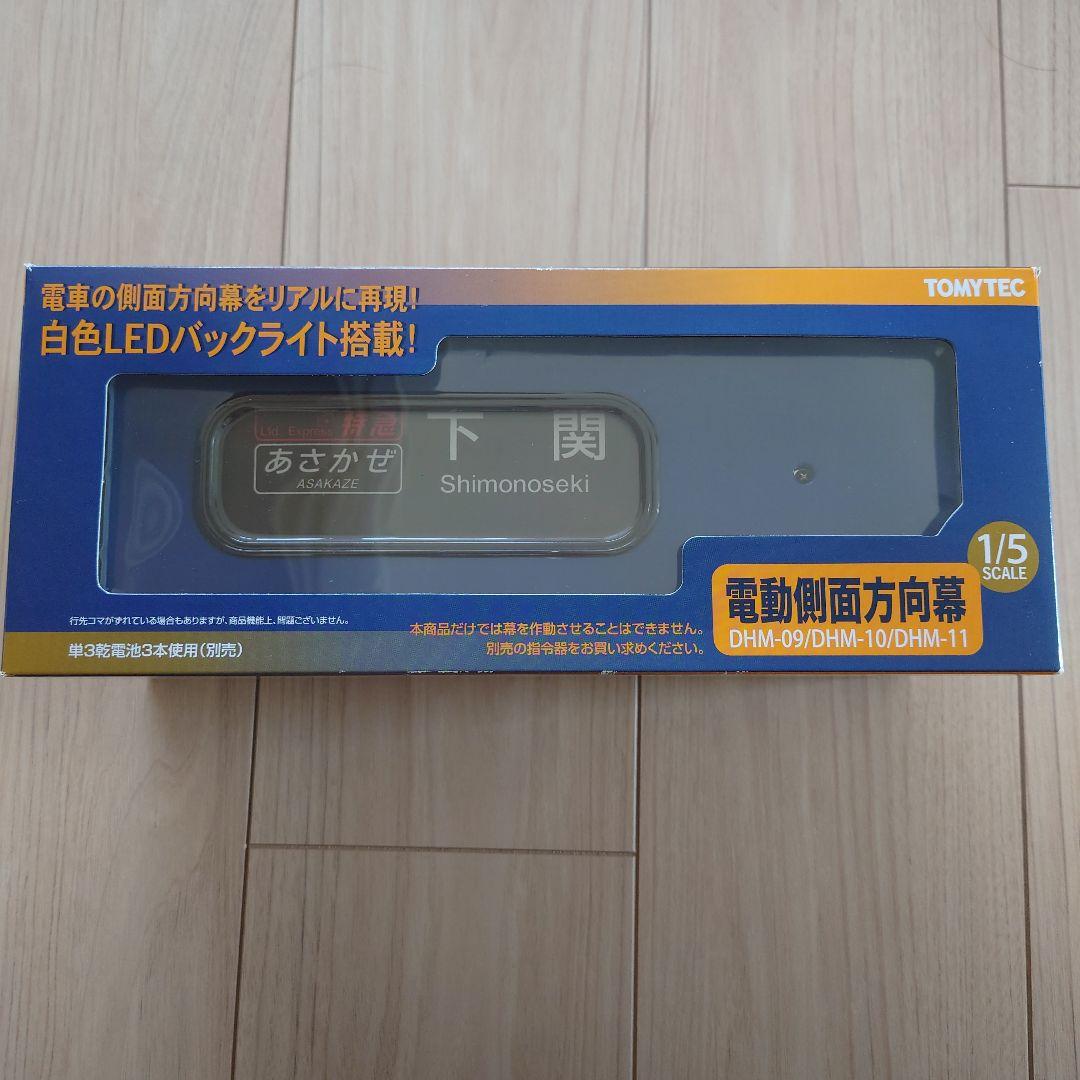 電車の側面方向幕をリアルに再現!
白色LEDバックライト搭載!
TOMYTEC
Ltd. Express 特急
あさかぜ
ASAKAZE
下 関
Shimonoseki
1/5
SCALE
電動側面方向幕
DHM-09/DHM-10/DHM-11
行先コマがずれている場合もありますが、商品機能上、問題ございません。
単3乾電池3本使用(別売)
本商品だけでは幕を作動させることはできません。
別売の指令器をお買い求めください。